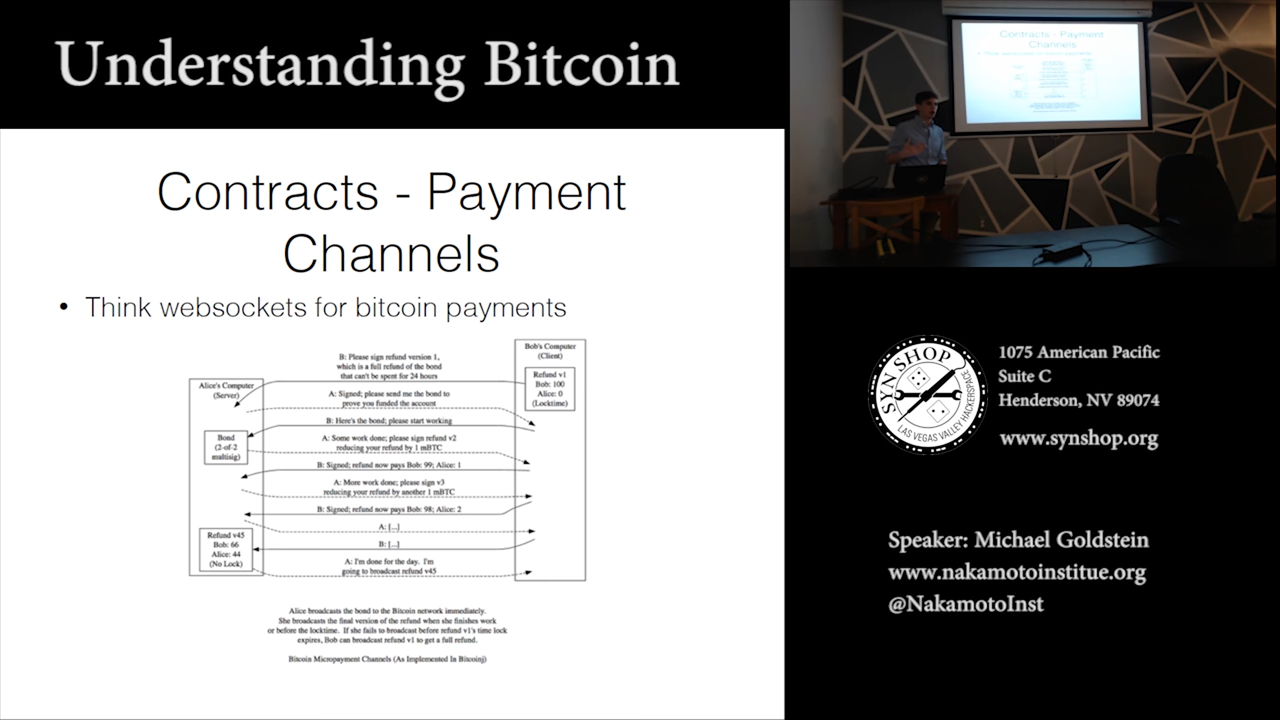 Understanding Bitcoin
Contracts - Payment
Channels
• Think websockets for bitcoin payments
Bob's Computer
(Client)
Refund v1
Bob: 100
Alice: 0
(Locktime)
Alice's Computer
(Server)
B: Please sign refund version 1,
which is a full refund of the bond
that can't be spent for 24 hours
A: Signed; please send me the bond to
prove you funded the account
B: Here's the bond; please start working
Bond
(2-of-2
multisig)
A: Some work done; please sign refund v2
reducing your refund by 1 mBTC
B: Signed; refund now pays Bob: 99; Alice: 1
A: More work done; please sign v3
reducing your refund by another 1 mBTC
B: Signed; refund now pays Bob: 98; Alice: 2
A: [...]
B: [...]
Refund v45
Bob: 66
Alice: 44
(No Lock)
A: I'm done for the day. I'm
going to broadcast refund v45
Alice broadcasts the bond to the Bitcoin network immediately.
She broadcasts the final version of the refund when she finishes work
or before the locktime. If she fails to broadcast before refund v1's time lock
expires, Bob can broadcast refund v1 to get a full refund.
Bitcoin Micropayment Channels (As Implemented In Bitcoinj)
Contracts - Payment
Channels
SYN SHOP
LAS VEGAS VALLEY HACKERSPACE
1075 American Pacific
Suite C
Henderson, NV 89074
www.synshop.org
Speaker: Michael Goldstein
www.nakamotoinstitue.org
@NakamotoInst